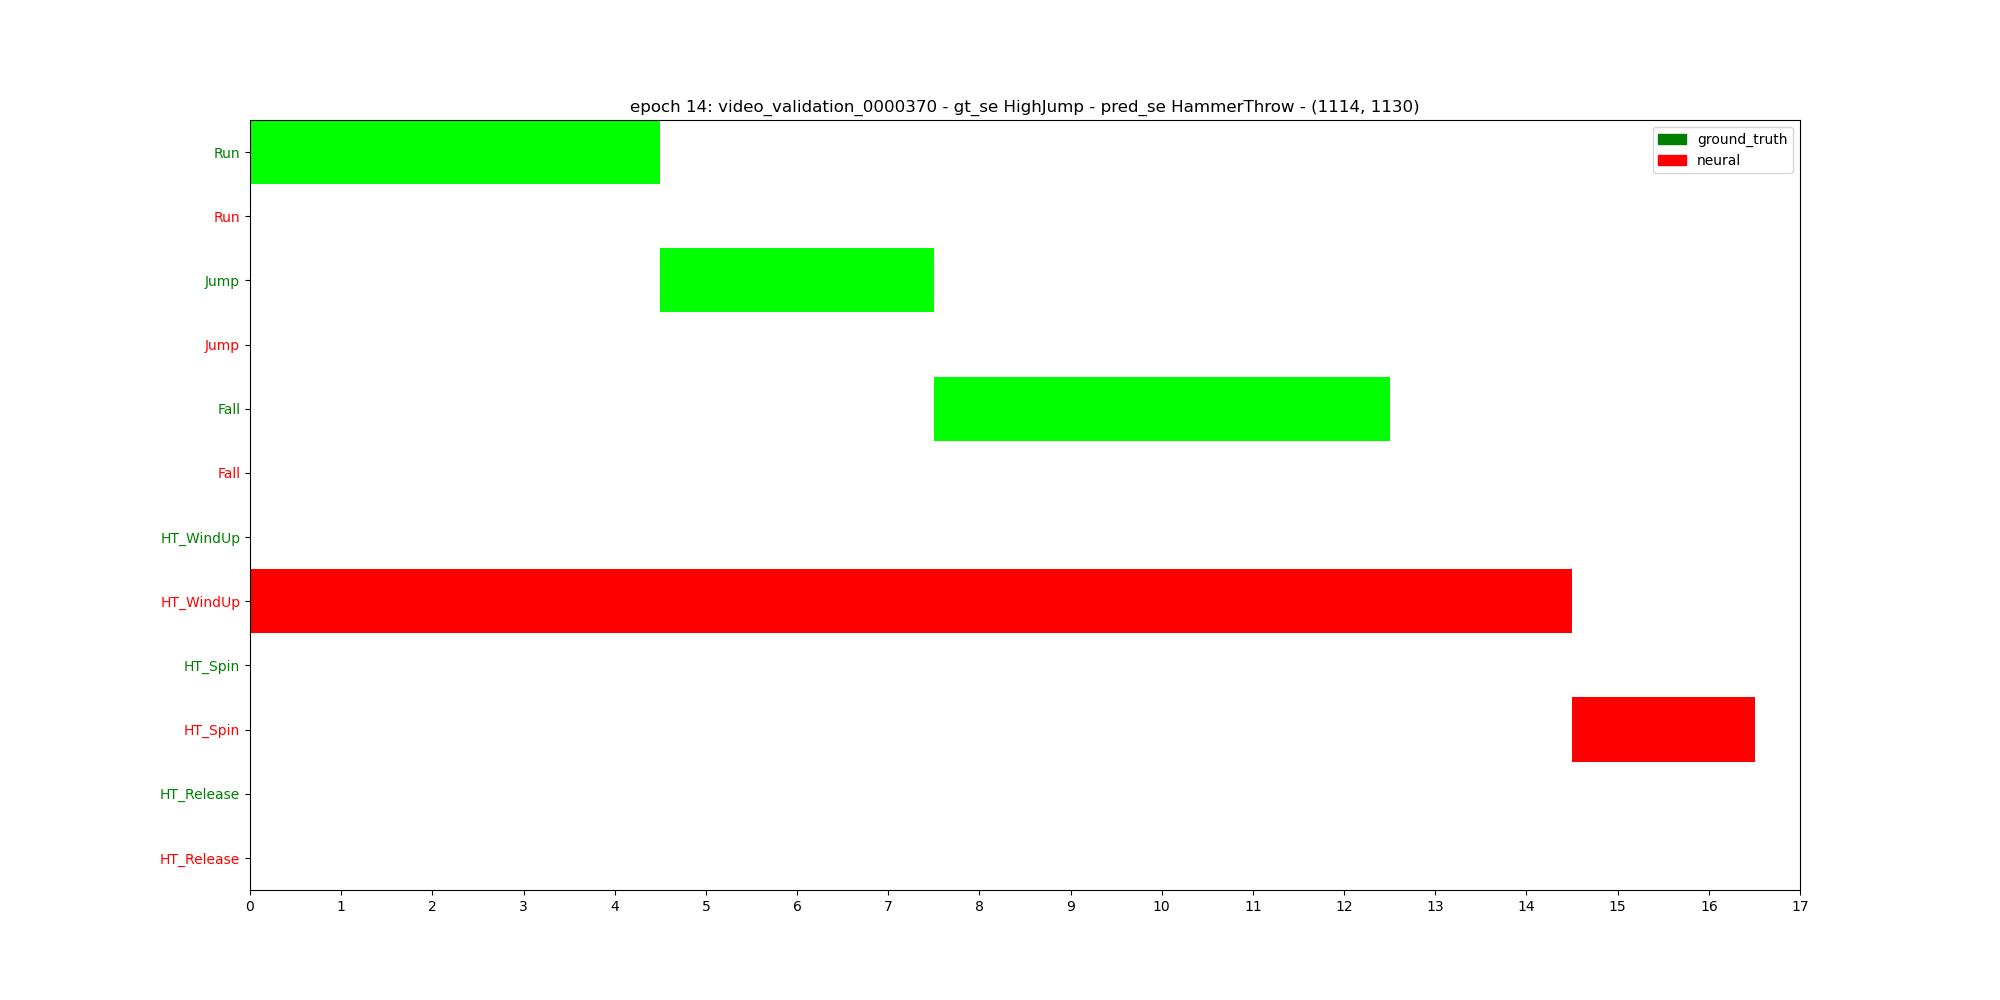 epoch 14: video_validation_0000370 - gt_se HighJump - pred_se HammerThrow - (1114, 1130)
ground_truth
neural
Run
Run
Jump
Jump
Fall
Fall
HT_WindUp
HT_WindUp
HT_Spin
HT_Spin
HT_Release
HT_Release
0 1 2 3 4 5 6 7 8 9 10 11 12 13 14 15 16 17